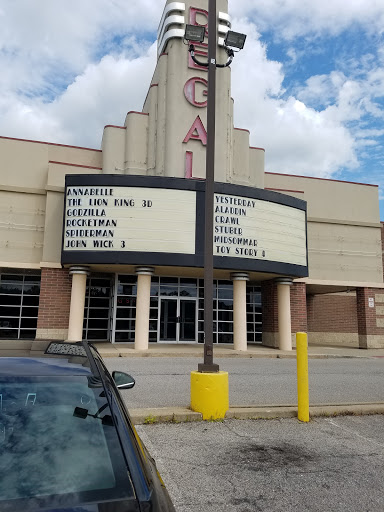 REGAL
ANNABELLE
THE LION KING 3D
GODZILLA
ROCKETMAN
SPIDERMAN
JOHN WICK 3
YESTERDAY
ALADDIN
CRAWL
STUBER
MIDSOMMAR
TOY STORY 4